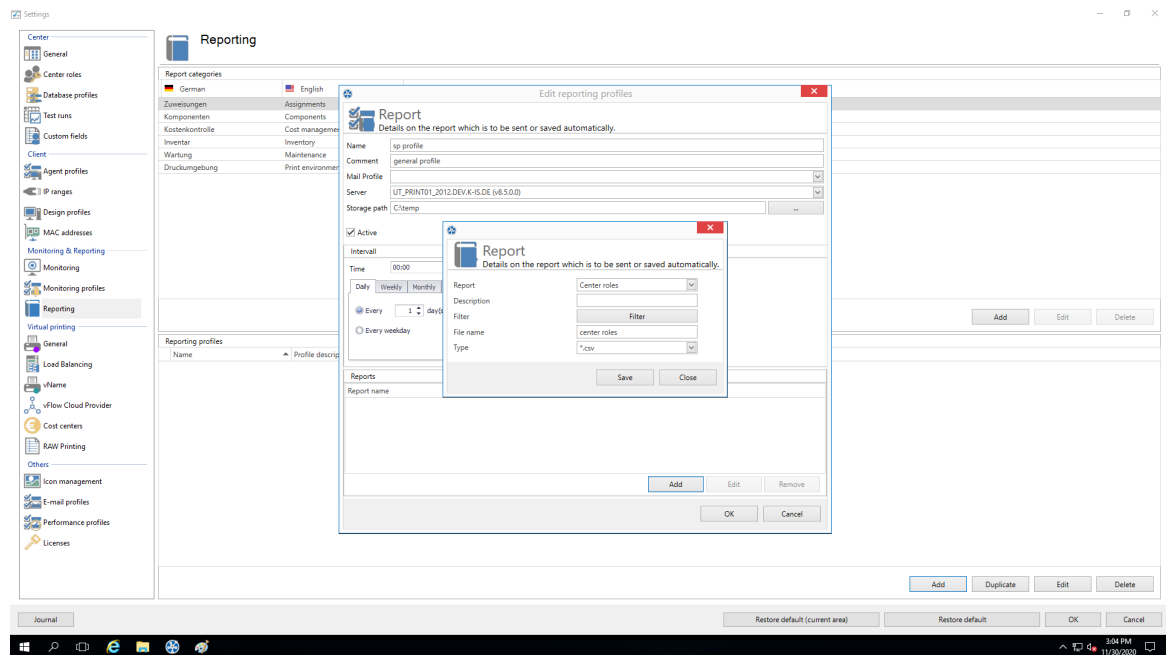 Settings
Center
General
Center roles
Database profiles
Test runs
Custom fields
Client
Agent profiles
IP ranges
Design profiles
MAC addresses
Monitoring & Reporting
Monitoring
Monitoring profiles
Reporting
Virtual printing
General
Load Balancing
vName
vFlow Cloud Provider
Cost centers
RAW Printing
Others
Icon management
E-mail profiles
Performance profiles
Licenses
Reporting
Report categories
German English
Zuweisungen Assignments
Komponenten Components
Kostenkontrolle Cost managemer
Inventar Inventory
Wartung Maintenance
Druckumgebung Print environmer
Add Edit Delete
Reporting profiles
Name Profile descrip
Edit reporting profiles
Report
Details on the report which is to be sent or saved automatically.
Name sp profile
Comment general profile
Mail Profile
Server UT_PRINT01_2012.DEV.K-IS.DE (v8.5.0.0)
Storage path C:\temp ...
Active
Intervall
Time 00:00
Daily Weekly Monthly
Every 1 day(s
Every weekday
Reports
Report name
Add Edit Remove
OK Cancel
Report
Details on the report which is to be sent or saved automatically.
Report Center roles
Description
Filter Filter
File name center roles
Type *.csv
Save Close
Add Duplicate Edit Delete
Journal Restore default (current area) Restore default OK Cancel
3:04 PM
11/30/2020